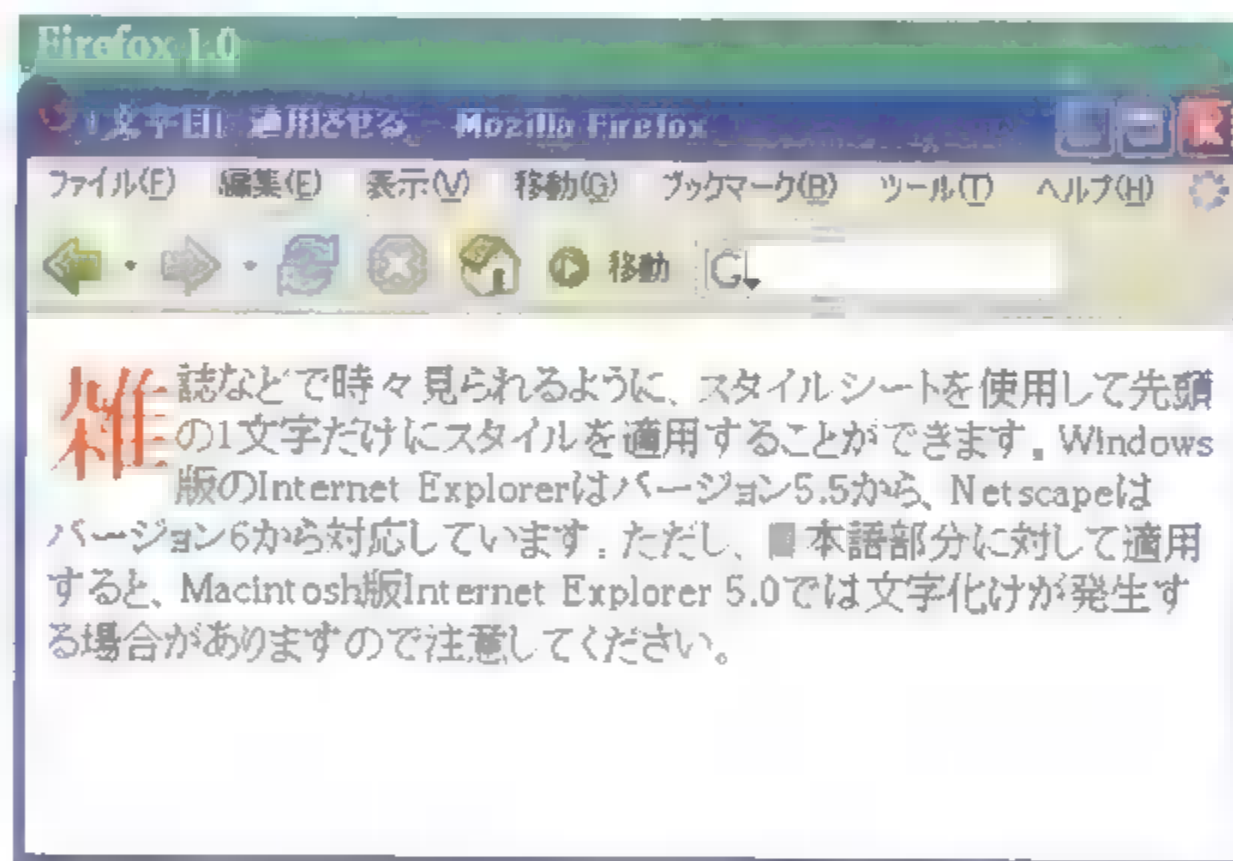 Firefox 1.0
1文字目に適用させる - Mozilla Firefox
ファイル(F) 編集(E) 表示(V) 移動(G) ブックマーク(B) ツール(T) ヘルプ(H)
移動 G
雑誌などで時々見られるように、スタイルシートを使用して先頭
の1文字だけにスタイルを適用することができます。Windows
版のInternet Explorerはバージョン5.5から、Netscapeは
バージョン6から対応しています。ただし、日本語部分に対して適用
すると、Macintosh版Internet Explorer 5.0では文字化けが発生す
る場合がありますので注意してください。